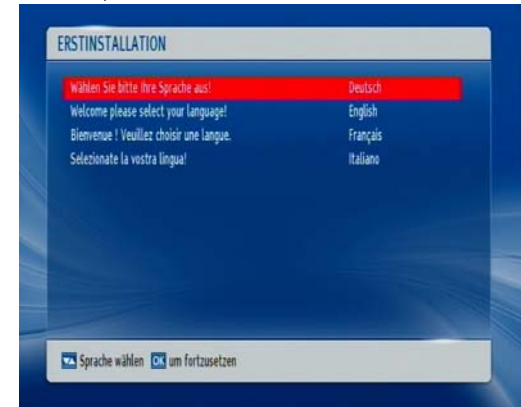 ERSTINSTALLATION
Wählen Sie bitte Ihre Sprache aus! Deutsch
Welcome please select your language! English
Bienvenue ! Veuillez choisir une langue. Français
Selezionate la vostra lingua! Italiano
Sprache wählen OK um fortzusetzen